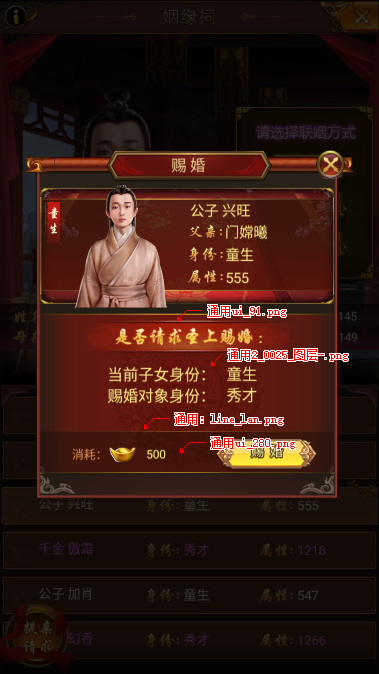 姻缘祠
请选择联姻方式
赐婚
童生
公子 兴旺
父亲:门嫦曦
身份:童生
属性:555
145
149
通用ui_91.png
是否请求圣上赐婚:
通用2_0025_图层-.png
当前子女身份: 童生
赐婚对象身份: 秀才
通用: line_lan.png
通用ui_280.png
消耗: 500
赐婚
公子 兴旺 身份:童生 属性:555
千金 傲霜 身份:秀才 属性:1218
公子 加肖 身份:童生 属性:547
提亲
请求
幻香 身份:秀才 属性:1266